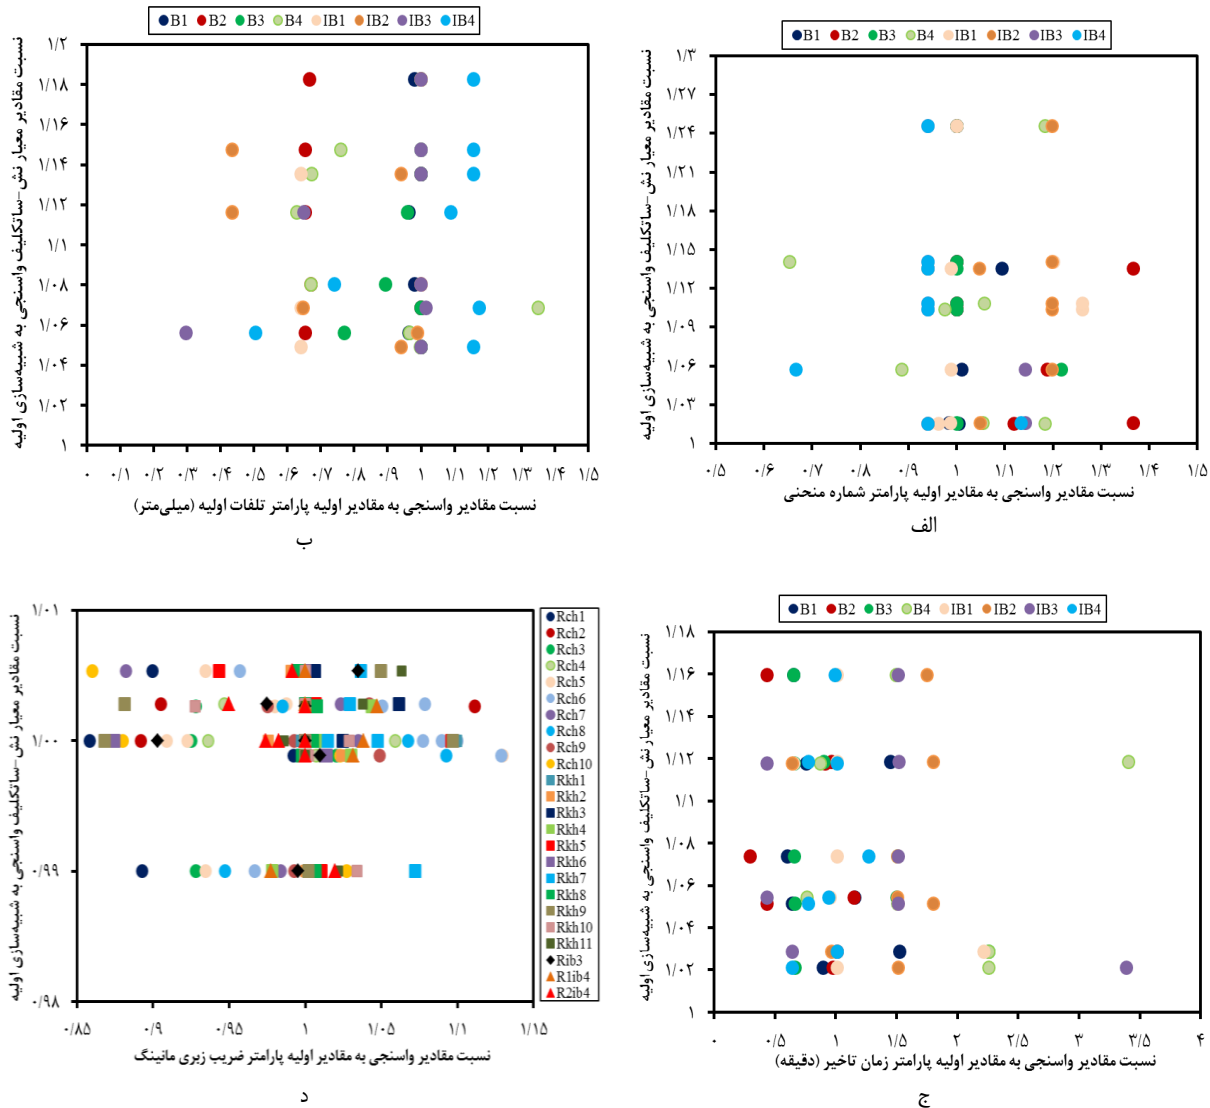 B1 B2 B3 B4 IB1 IB2 IB3 IB4
نسبت مقادیر معیار نش-ساتکلیف واسنجی به شبیه‌سازی اولیه
۱/۳
۱/۲۷
۱/۲۴
۱/۲۱
۱/۱۸
۱/۱۵
۱/۱۲
۱/۰۹
۱/۰۶
۱/۰۳
۱
۰/۵ ۰/۶ ۰/۷ ۰/۸ ۰/۹ ۱ ۱/۱ ۱/۲ ۱/۳ ۱/۴ ۱/۵
نسبت مقادیر واسنجی به مقادیر اولیه پارامتر شماره منحنی
الف
B1 B2 B3 B4 IB1 IB2 IB3 IB4
نسبت مقادیر معیار نش-ساتکلیف واسنجی به شبیه‌سازی اولیه
۱/۲
۱/۱۸
۱/۱۶
۱/۱۴
۱/۱۲
۱/۱
۱/۰۸
۱/۰۶
۱/۰۴
۱/۰۲
۱
۰ ۰/۱ ۰/۲ ۰/۳ ۰/۴ ۰/۵ ۰/۶ ۰/۷ ۰/۸ ۰/۹ ۱ ۱/۱ ۱/۲ ۱/۳ ۱/۴ ۱/۵
نسبت مقادیر واسنجی به مقادیر اولیه پارامتر تلفات اولیه (میلی‌متر)
ب
B1 B2 B3 B4 IB1 IB2 IB3 IB4
نسبت مقادیر معیار نش-ساتکلیف واسنجی به شبیه‌سازی اولیه
۱/۱۸
۱/۱۶
۱/۱۴
۱/۱۲
۱/۱
۱/۰۸
۱/۰۶
۱/۰۴
۱/۰۲
۱
۰ ۰/۵ ۱ ۱/۵ ۲ ۲/۵ ۳ ۳/۵ ۴
نسبت مقادیر واسنجی به مقادیر اولیه پارامتر زمان تاخیر (دقیقه)
ج
نسبت مقادیر معیار نش-ساتکلیف واسنجی به شبیه‌سازی اولیه
۱/۰۱
۱/۰۰
۰/۹۹
۰/۹۸
۰/۸۵ ۰/۹ ۰/۹۵ ۱ ۱/۰۵ ۱/۱ ۱/۱۵
Rch1
Rch2
Rch3
Rch4
Rch5
Rch6
Rch7
Rch8
Rch9
Rch10
Rkh1
Rkh2
Rkh3
Rkh4
Rkh5
Rkh6
Rkh7
Rkh8
Rkh9
Rkh10
Rkh11
Rib3
R1ib4
R2ib4
نسبت مقادیر واسنجی به مقادیر اولیه پارامتر ضریب زبری مانینگ
د